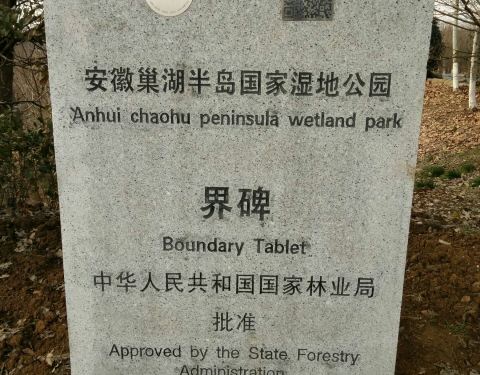 安徽巢湖半岛国家湿地公园
Anhui chaohu peninsula wetland park
界碑
Boundary Tablet
中华人民共和国国家林业局
批准
Approved by the State Forestry
Administration